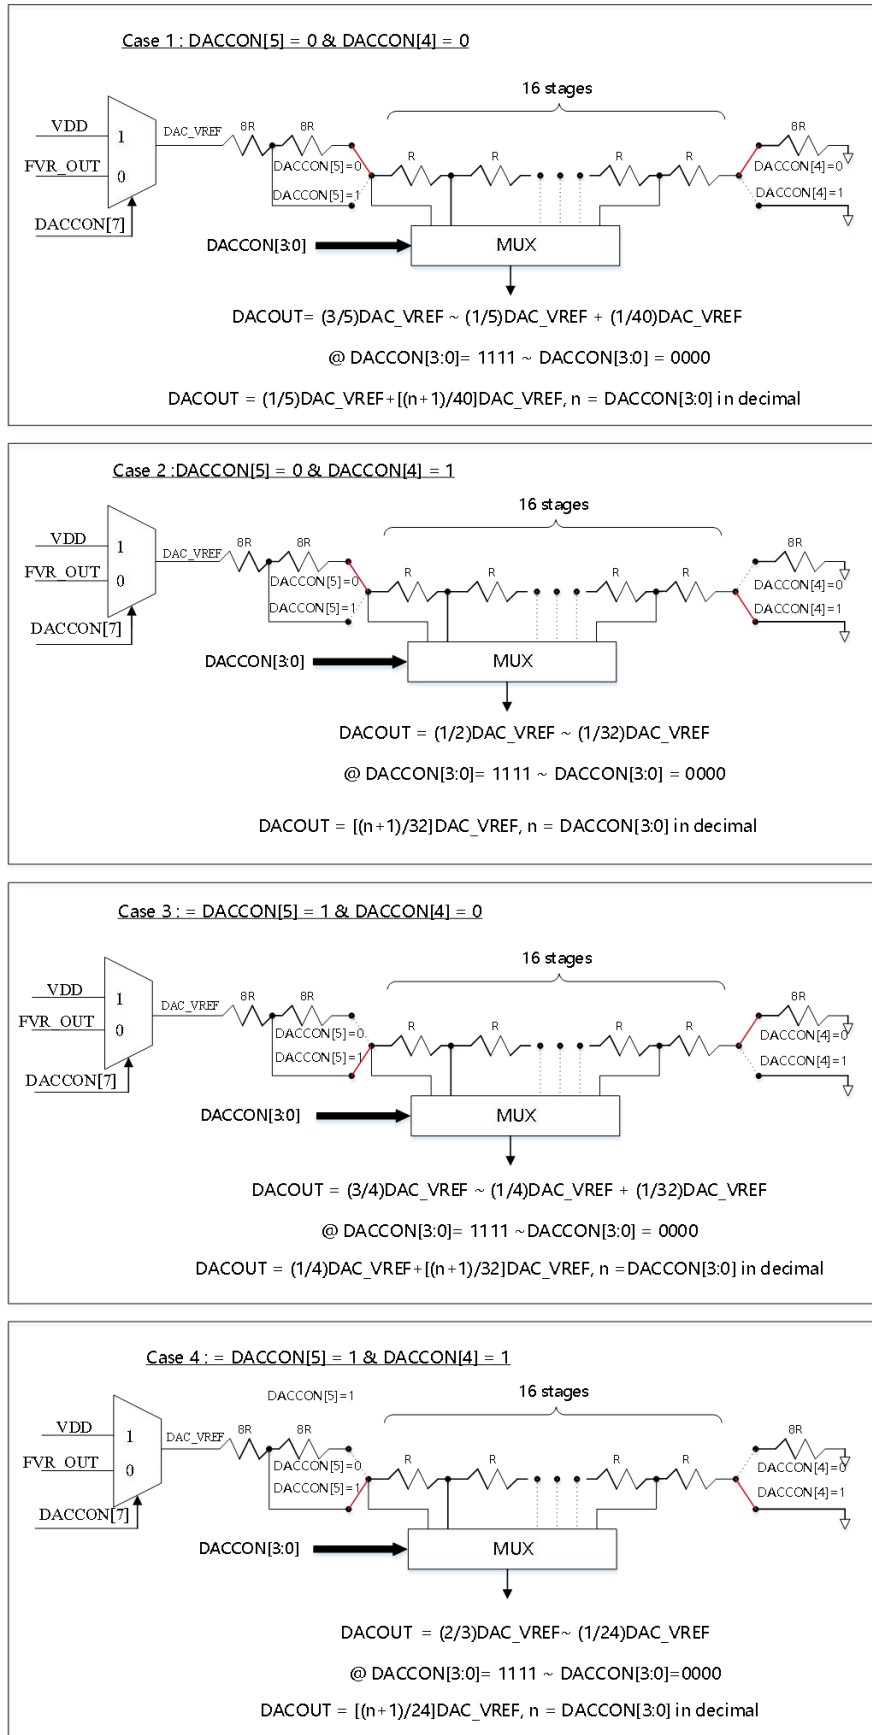 Case 1 : DACCON[5] = 0 & DACCON[4] = 0
16 stages
VDD
1
DAC_VREF
8R
8R
8R
FVR_OUT
0
DACCON[5]=0
R
R
R
R
DACCON[4]=0
DACCON[5]=1
DACCON[4]=1
DACCON[7]
DACCON[3:0]
MUX
DACOUT= (3/5)DAC_VREF ~ (1/5)DAC_VREF + (1/40)DAC_VREF
@ DACCON[3:0]= 1111 ~ DACCON[3:0] = 0000
DACOUT = (1/5)DAC_VREF+[(n+1)/40]DAC_VREF, n = DACCON[3:0] in decimal
Case 2 :DACCON[5] = 0 & DACCON[4] = 1
16 stages
VDD
1
DAC_VREF
8R
8R
8R
FVR_OUT
0
DACCON[5]=0
R
R
R
R
DACCON[4]=0
DACCON[5]=1
DACCON[4]=1
DACCON[7]
DACCON[3:0]
MUX
DACOUT = (1/2)DAC_VREF ~ (1/32)DAC_VREF
@ DACCON[3:0]= 1111 ~ DACCON[3:0] = 0000
DACOUT = [(n+1)/32]DAC_VREF, n = DACCON[3:0] in decimal
Case 3 : = DACCON[5] = 1 & DACCON[4] = 0
16 stages
VDD
1
DAC_VREF
8R
8R
8R
FVR_OUT
0
DACCON[5]=0
R
R
R
R
DACCON[4]=0
DACCON[5]=1
DACCON[4]=1
DACCON[7]
DACCON[3:0]
MUX
DACOUT = (3/4)DAC_VREF ~ (1/4)DAC_VREF + (1/32)DAC_VREF
@ DACCON[3:0]= 1111 ~DACCON[3:0] = 0000
DACOUT = (1/4)DAC_VREF+[(n+1)/32]DAC_VREF, n =DACCON[3:0] in decimal
Case 4 : = DACCON[5] = 1 & DACCON[4] = 1
DACCON[5]=1
16 stages
VDD
1
DAC_VREF
8R
8R
8R
FVR_OUT
0
DACCON[5]=0
R
R
R
R
DACCON[4]=0
DACCON[5]=1
DACCON[4]=1
DACCON[7]
DACCON[3:0]
MUX
DACOUT = (2/3)DAC_VREF~ (1/24)DAC_VREF
@ DACCON[3:0]= 1111 ~ DACCON[3:0]=0000
DACOUT = [(n+1)/24]DAC_VREF, n = DACCON[3:0] in decimal